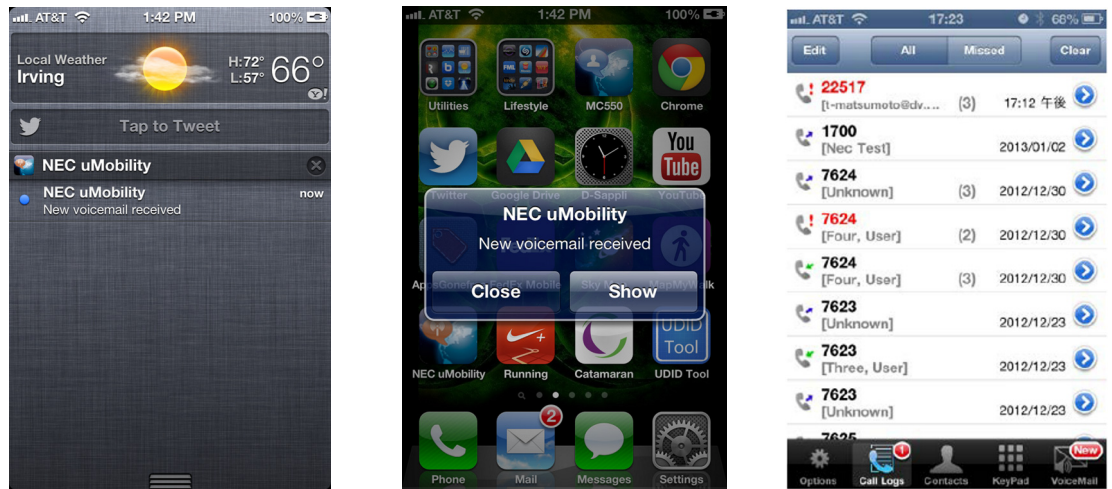 AT&T 1:42 PM 100%
Local Weather
Irving
H:72°
L:57°
66°
Y!
Tap to Tweet
NEC uMobility
NEC uMobility now
New voicemail received
AT&T 1:42 PM 100%
Utilities Lifestyle MC550 Chrome
You
Tube
Twitter Google Drive D-Sappli YouTube
NEC uMobility
New voicemail received
Close Show
UDID
Tool
NEC uMobility Running Catamaran UDID Tool
2
Phone Mail Messages Settings
AT&T 17:23 68%
Edit All Missed Clear
22517
[t-matsumoto@dv.... (3) 17:12 午後
1700
[Nec Test] 2013/01/02
7624
[Unknown] (3) 2012/12/30
7624
[Four, User] (2) 2012/12/30
7624
[Four, User] (3) 2012/12/30
7623
[Unknown] 2012/12/23
7623
[Three, User] 2012/12/23
7623
[Unknown] 2012/12/23
7625
1 New
Options Call Logs Contacts KeyPad VoiceMail